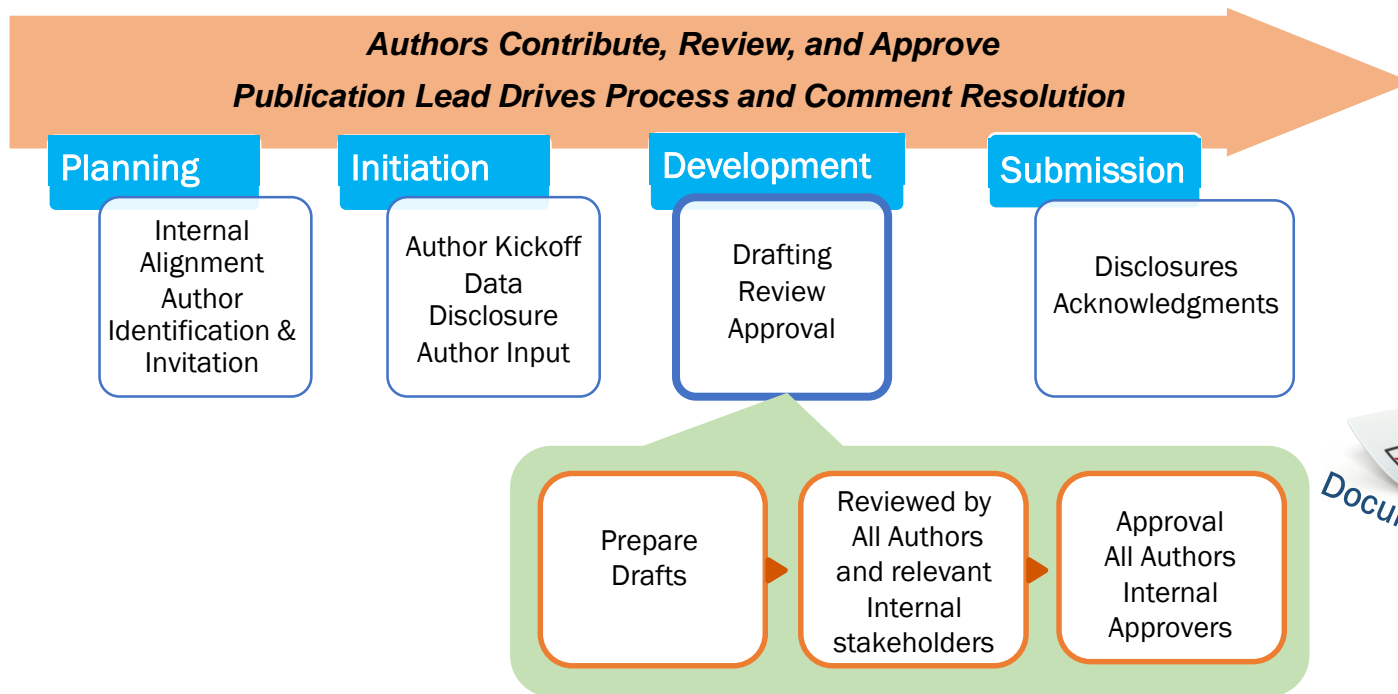 Authors Contribute, Review, and Approve
Publication Lead Drives Process and Comment Resolution
Planning
Internal
Alignment
Author
Identification &
Invitation
Initiation
Author Kickoff
Data
Disclosure
Author Input
Development
Drafting
Review
Approval
Submission
Disclosures
Acknowledgments
Prepare
Drafts
Reviewed by
All Authors
and relevant
Internal
stakeholders
Approval
All Authors
Internal
Approvers